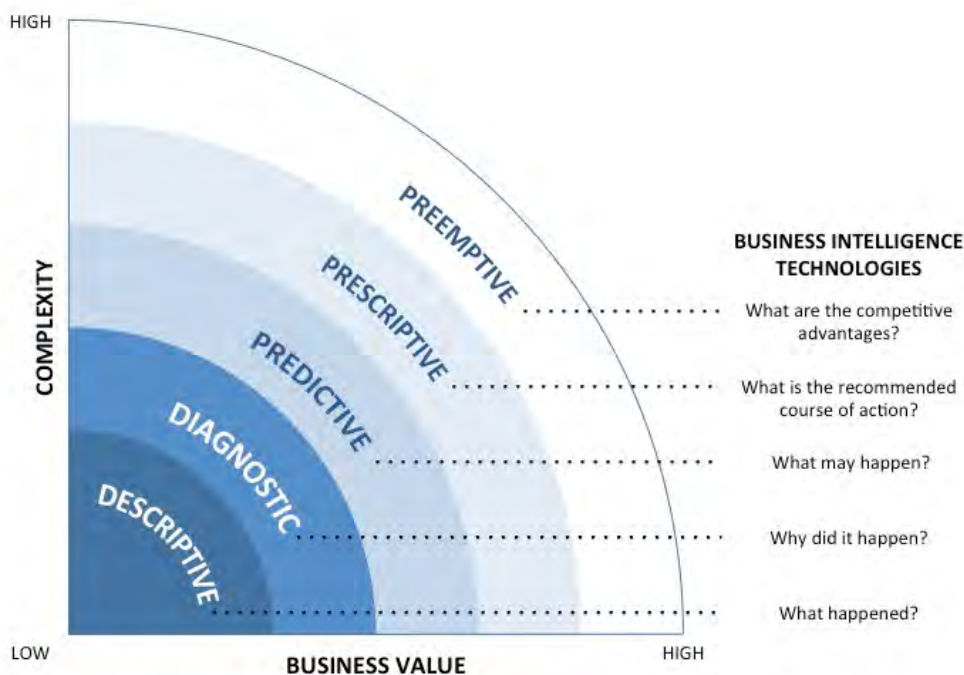 HIGH
COMPLEXITY
PREEMPTIVE
PRESCRIPTIVE
PREDICTIVE
DIAGNOSTIC
DESCRIPTIVE
LOW
BUSINESS VALUE
HIGH
BUSINESS INTELLIGENCE
TECHNOLOGIES
What are the competitive
advantages?
What is the recommended
course of action?
What may happen?
Why did it happen?
What happened?